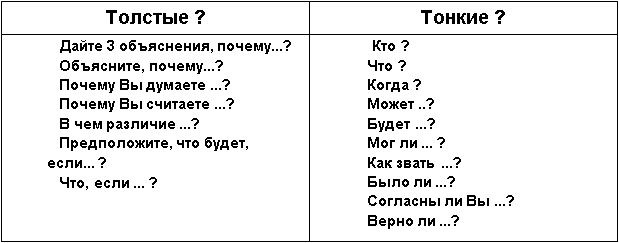 Толстые ?
Дайте 3 объяснения, почему...?
Объясните, почему...?
Почему Вы думаете ...?
Почему Вы считаете ...?
В чем различие ...?
Предположите, что будет,
если... ?
Что, если ... ?
Тонкие ?
Кто ?
Что ?
Когда ?
Может ..?
Будет ...?
Мог ли ... ?
Как звать ...?
Было ли ...?
Согласны ли Вы ...?
Верно ли ...?